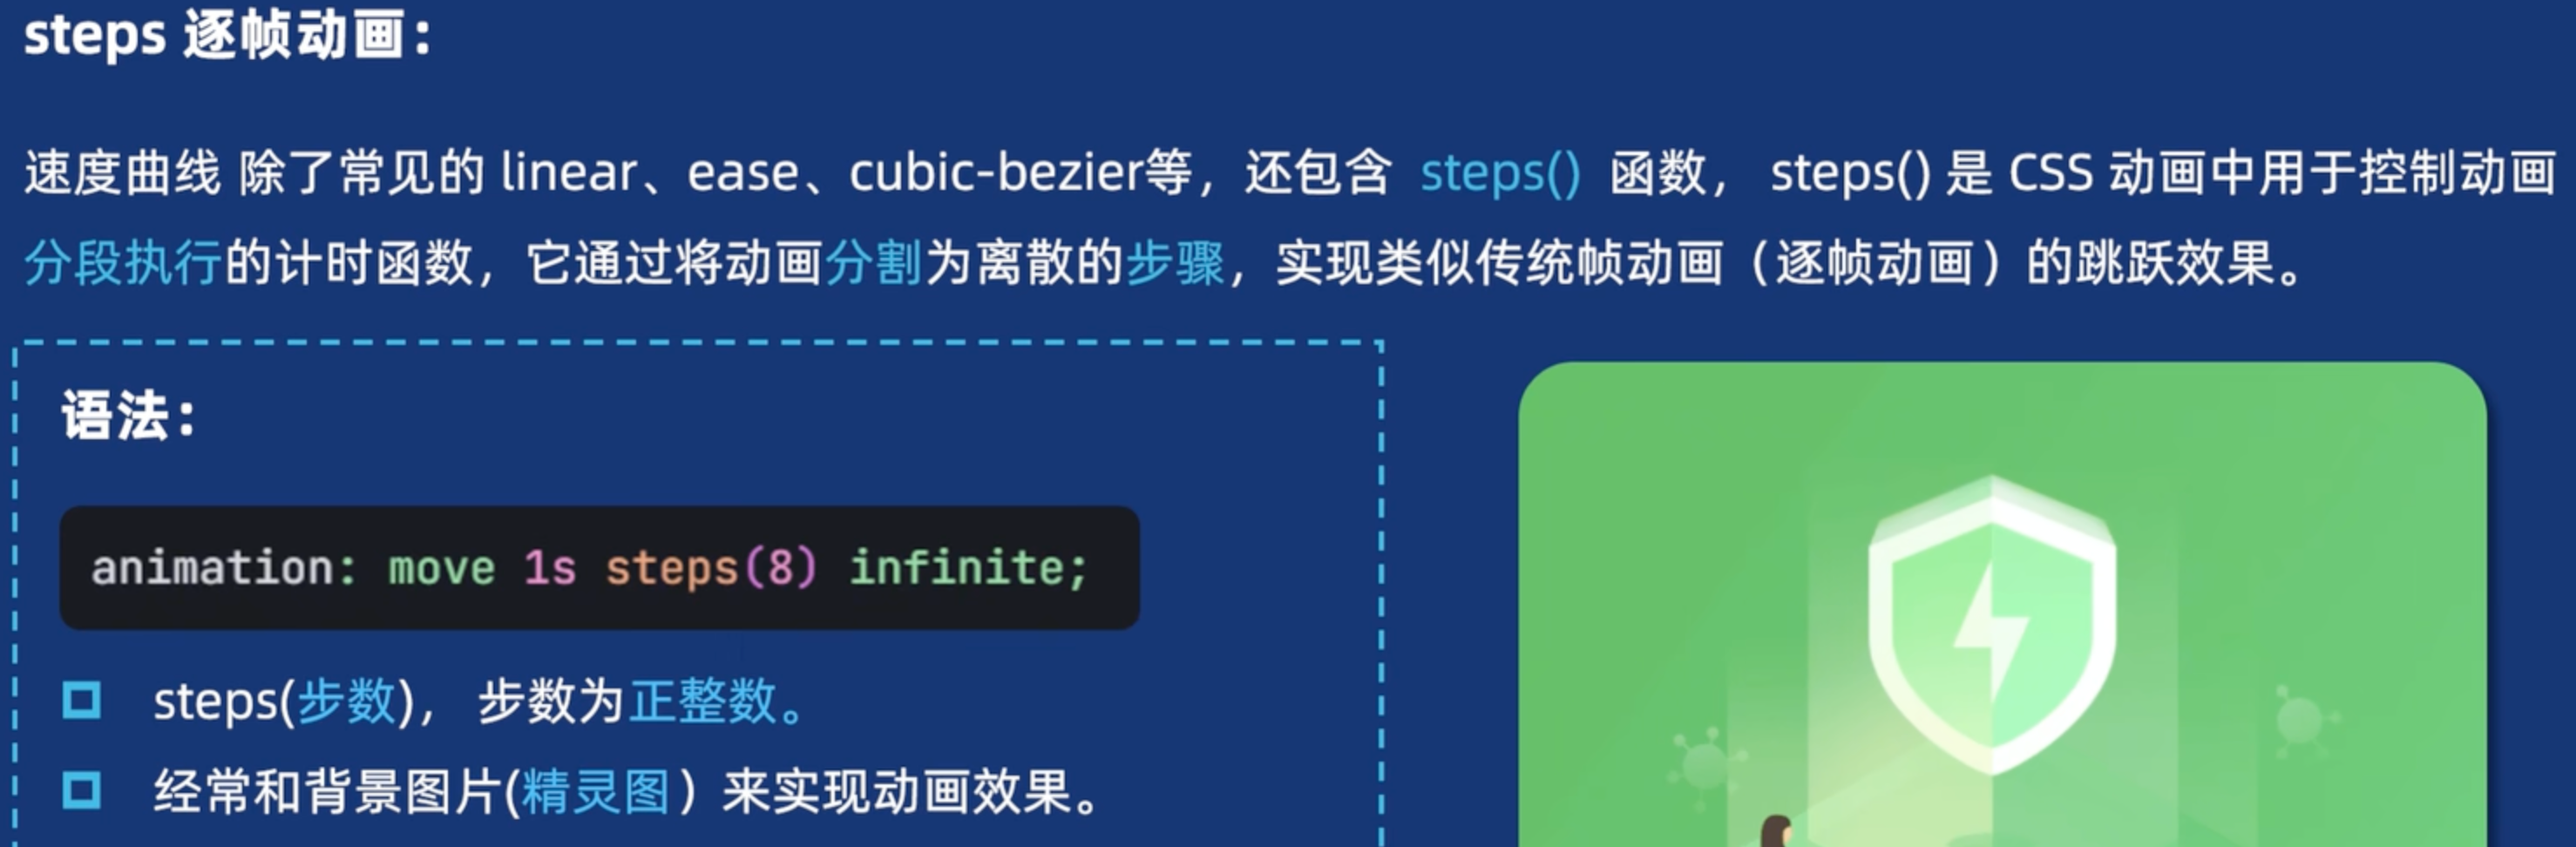 steps 逐帧动画：
速度曲线 除了常见的 linear、ease、cubic-bezier等，还包含 steps() 函数， steps() 是 CSS 动画中用于控制动画
分段执行的计时函数，它通过将动画分割为离散的步骤，实现类似传统帧动画（逐帧动画）的跳跃效果。
语法：
animation: move 1s steps(8) infinite;
steps(步数)， 步数为正整数。
经常和背景图片(精灵图）来实现动画效果。